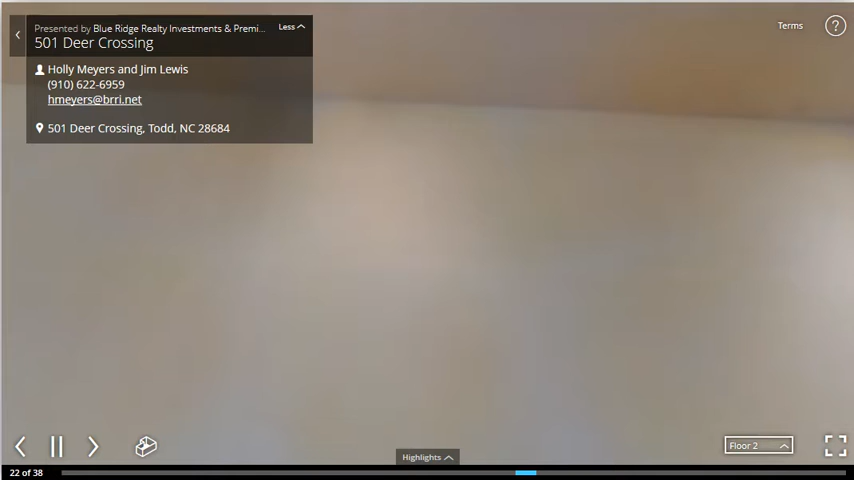 Presented by Blue Ridge Realty Investments & Premi...
Less
501 Deer Crossing
Holly Meyers and Jim Lewis
(910) 622-6959
hmeyers@brri.net
501 Deer Crossing, Todd, NC 28684
Terms
?
Highlights
Floor 2
22 of 38